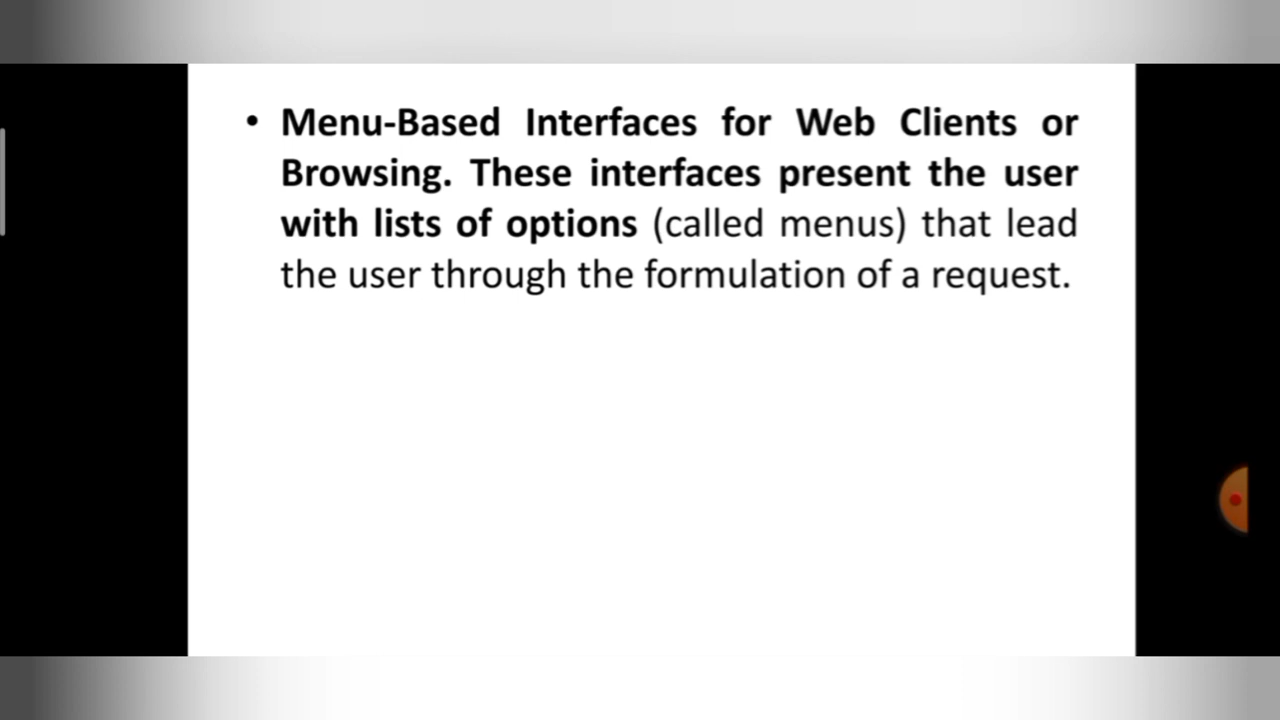 • Menu-Based Interfaces for Web Clients or
Browsing. These interfaces present the user
with lists of options (called menus) that lead
the user through the formulation of a request.